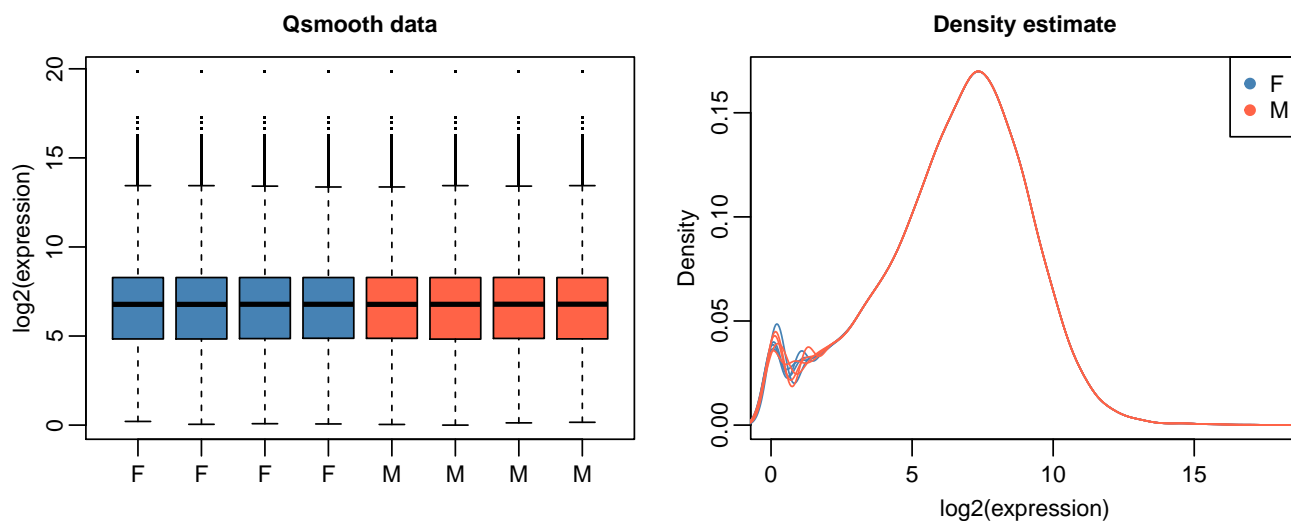 Qsmooth data
log2(expression)
0
5
10
15
20
F F F F M M M M
Density estimate
Density
0.00
0.05
0.10
0.15
0 5 10 15
log2(expression)
F
M